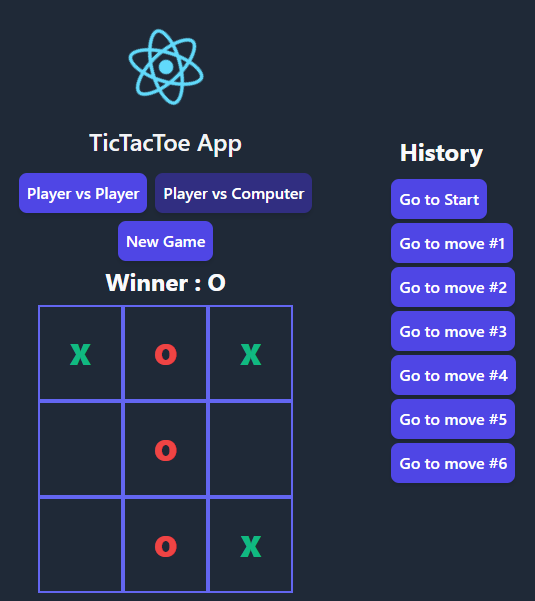 TicTacToe App
Player vs Player Player vs Computer
New Game
Winner : O
X O X
O
O X
History
Go to Start
Go to move #1
Go to move #2
Go to move #3
Go to move #4
Go to move #5
Go to move #6